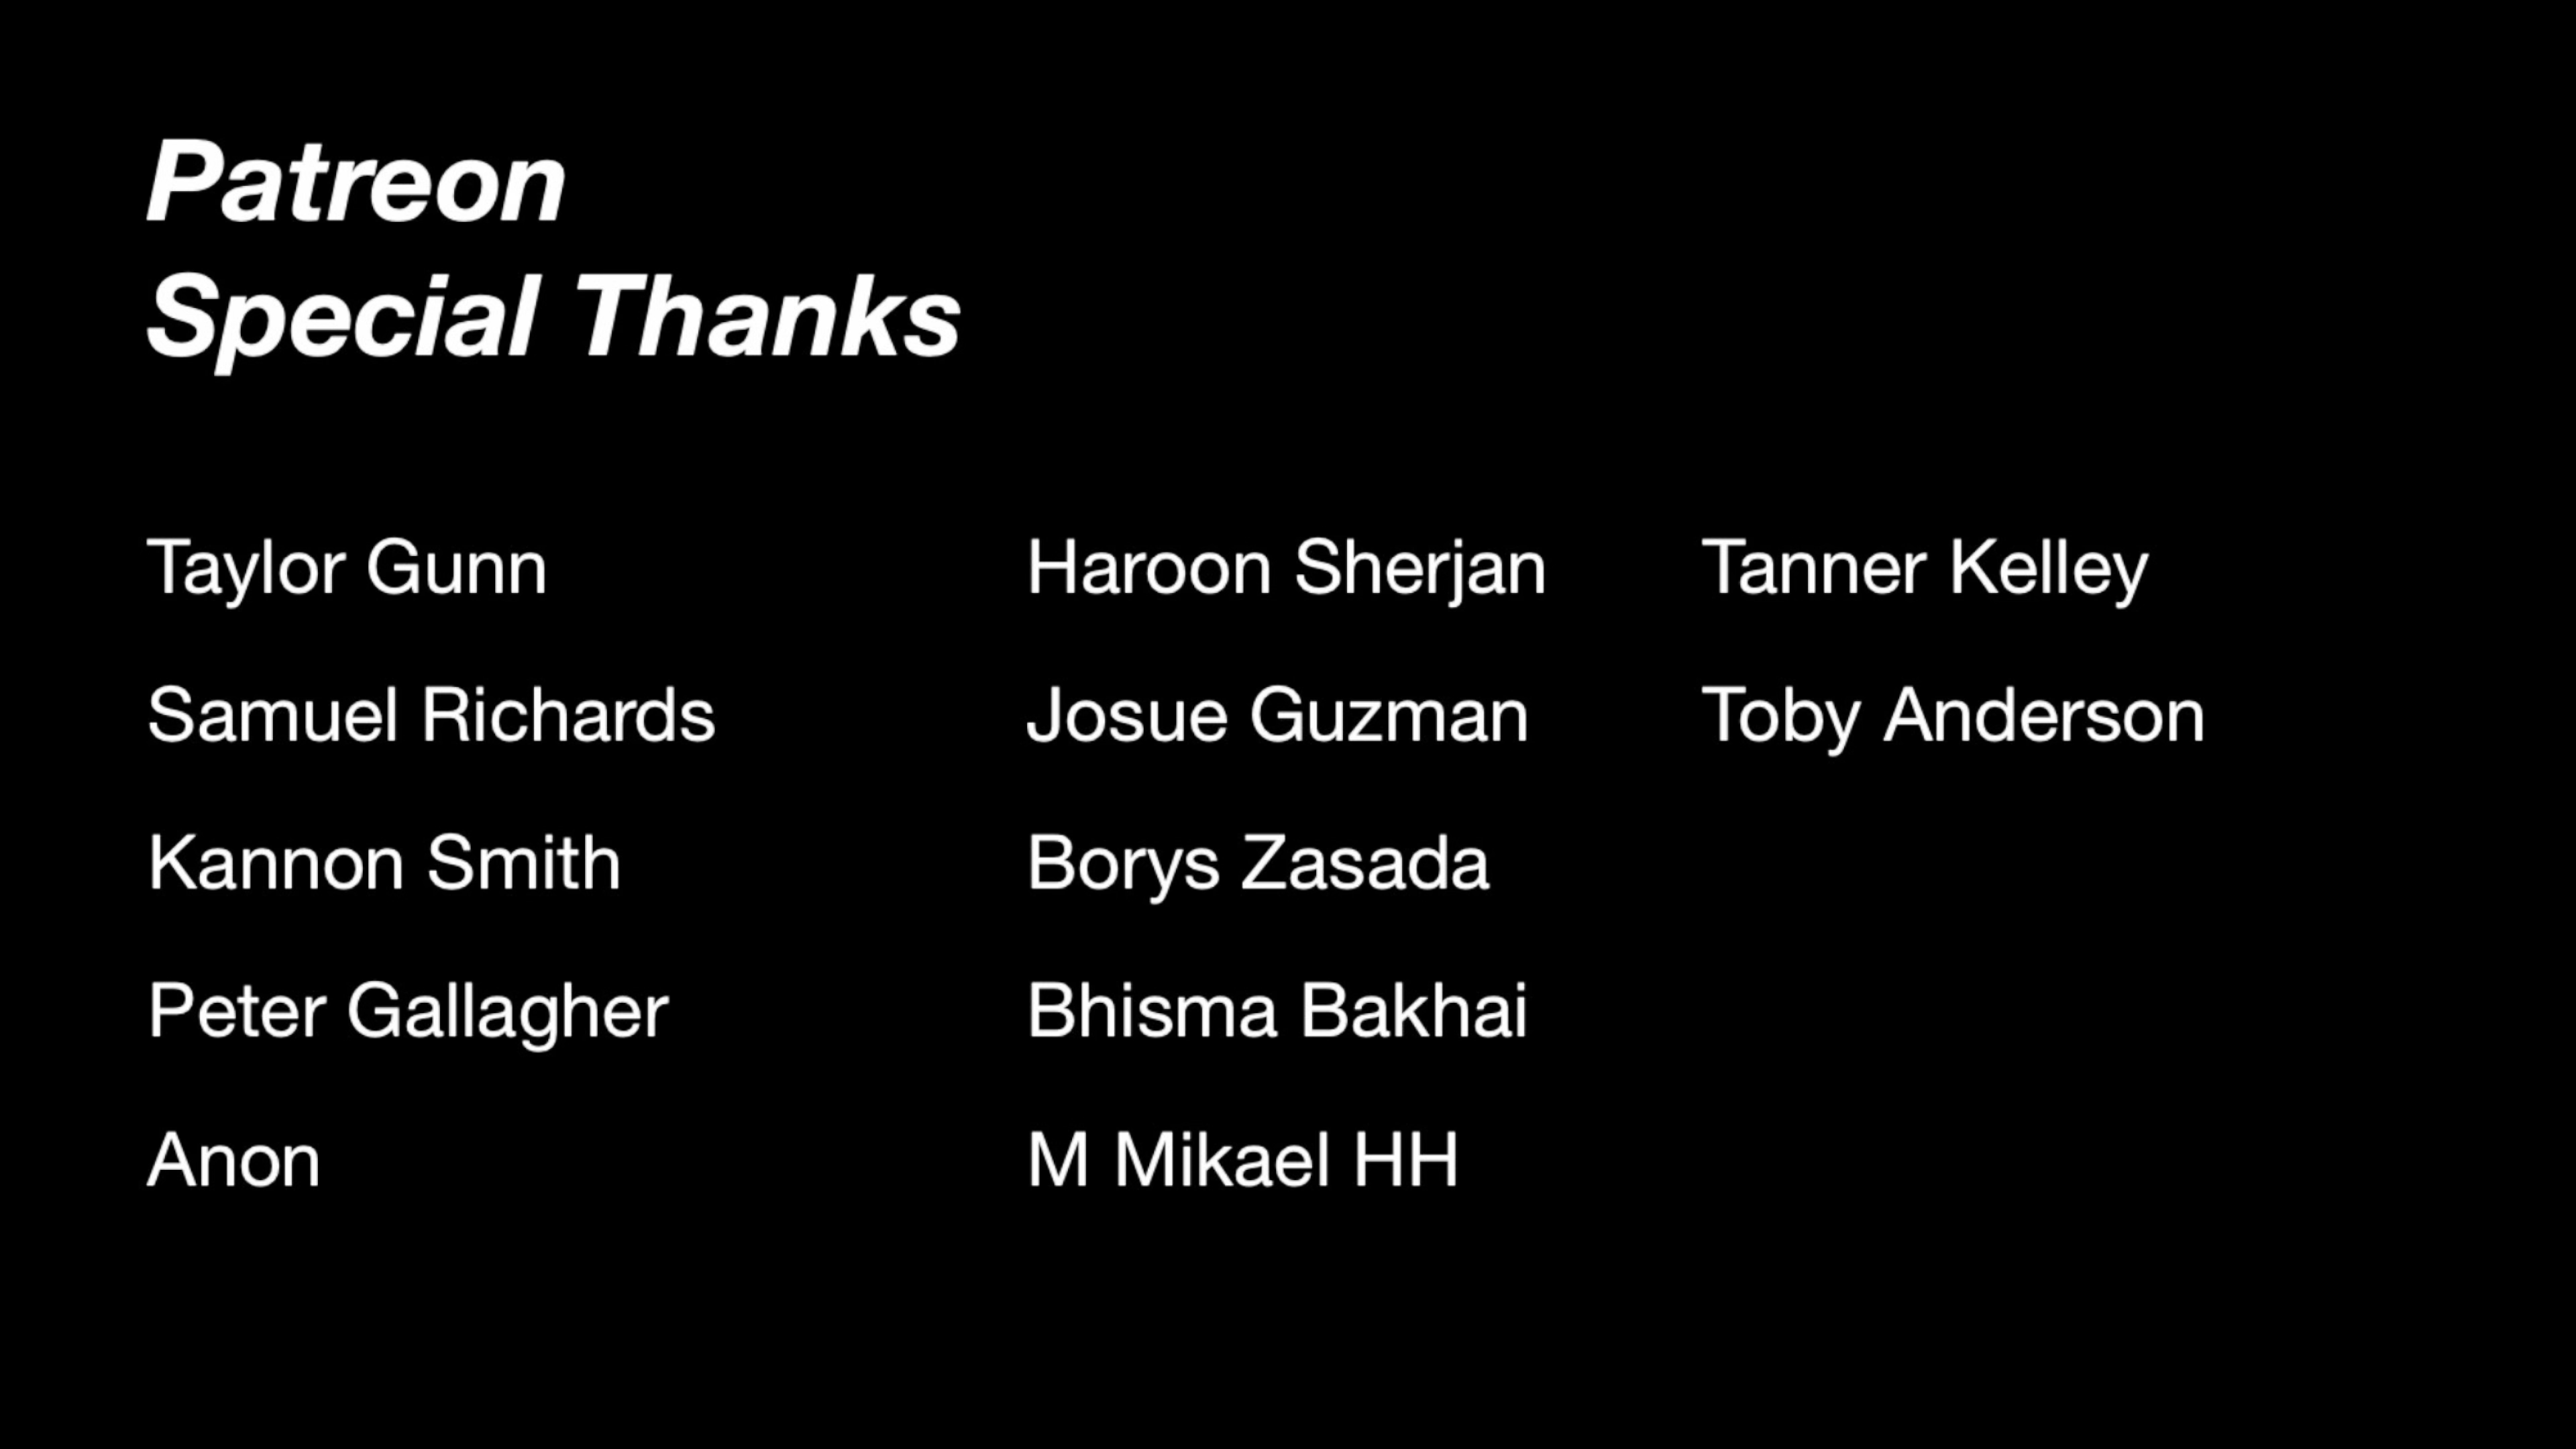 Patreon
Special Thanks
Taylor Gunn
Samuel Richards
Kannon Smith
Peter Gallagher
Anon
Haroon Sherjan
Josue Guzman
Borys Zasada
Bhisma Bakhai
M Mikael HH
Tanner Kelley
Toby Anderson